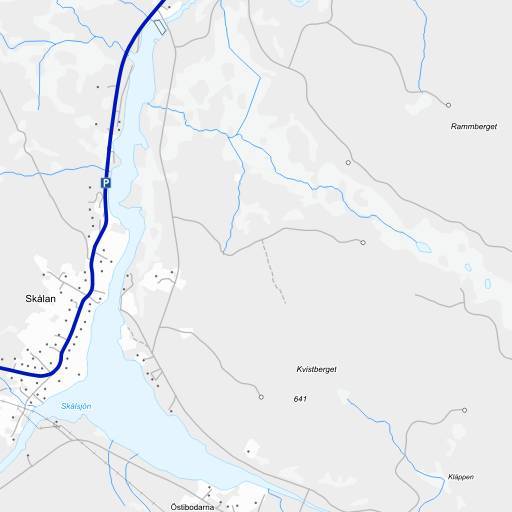 Rammberget
P
Skålan
Kvistberget
641
Skålsjön
Kläppen
Östibodarna